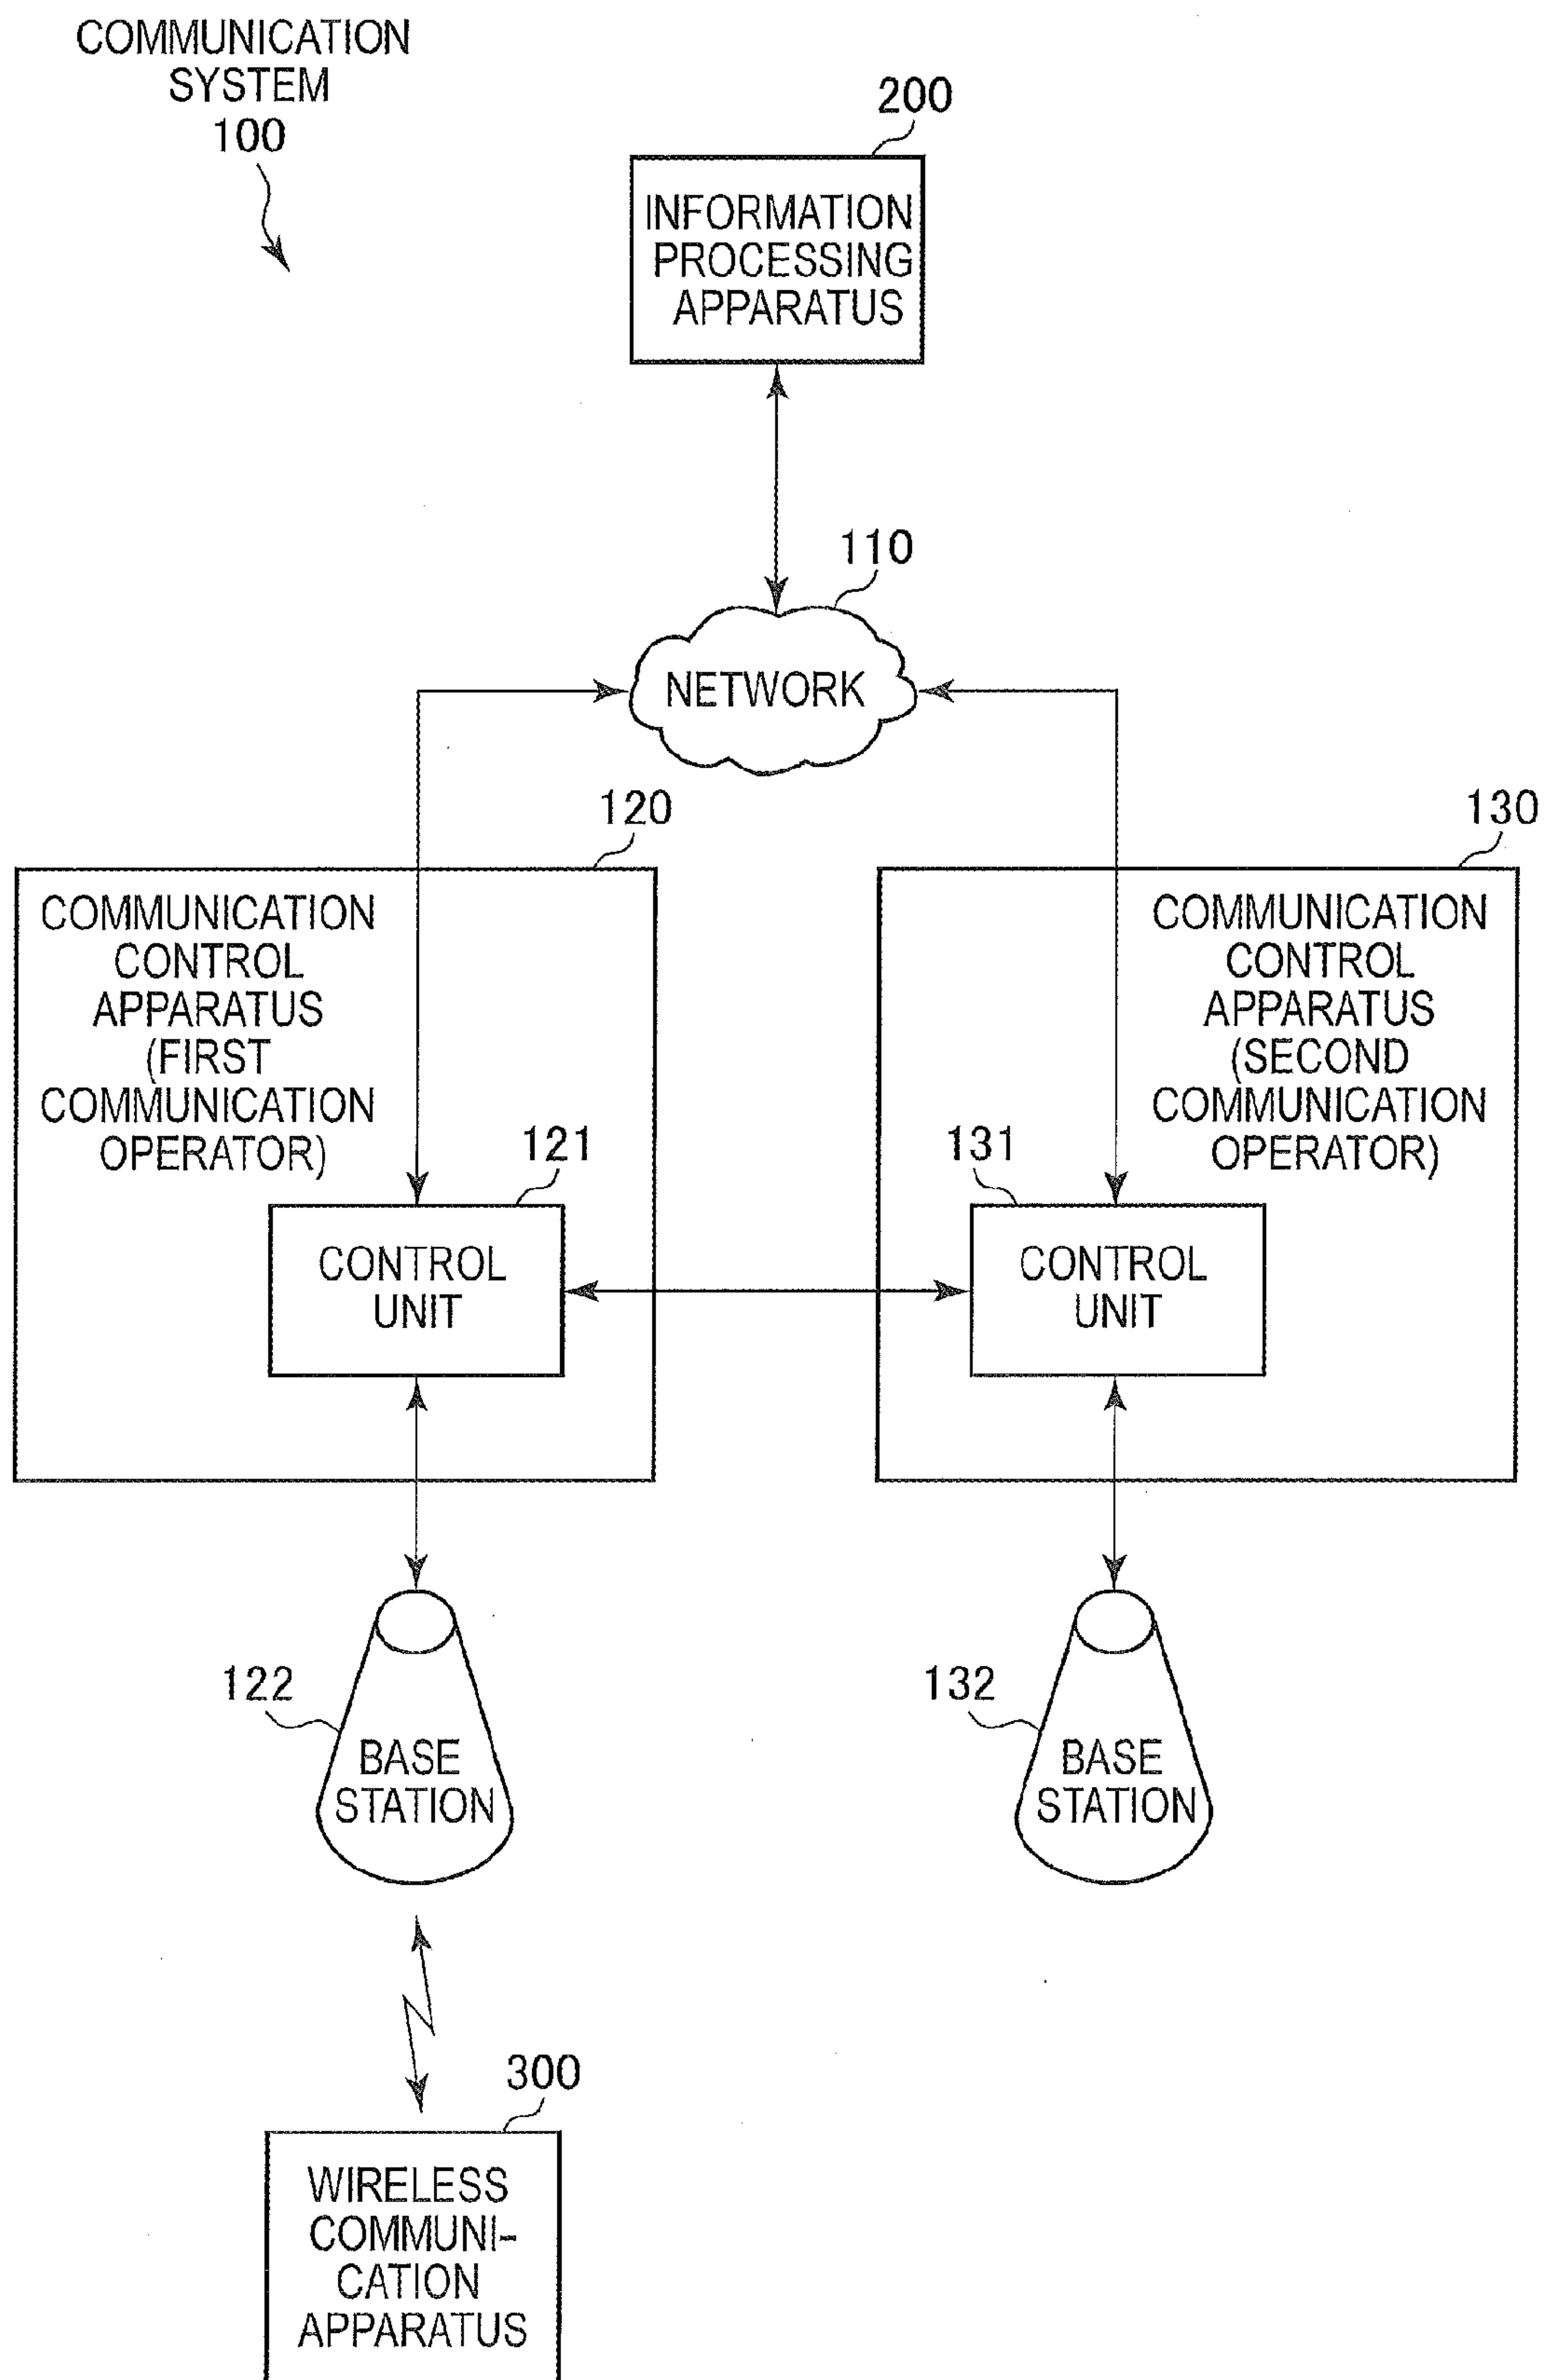 COMMUNICATION
SYSTEM
100
200
INFORMATION
PROCESSING
APPARATUS
110
NETWORK
120
130
COMMUNICATION
CONTROL
APPARATUS
(FIRST
COMMUNICATION
OPERATOR)
COMMUNICATION
CONTROL
APPARATUS
(SECOND
COMMUNICATION
OPERATOR)
121
131
CONTROL
UNIT
CONTROL
UNIT
122
132
BASE
STATION
BASE
STATION
300
WIRELESS
COMMUNI-
CATION
APPARATUS